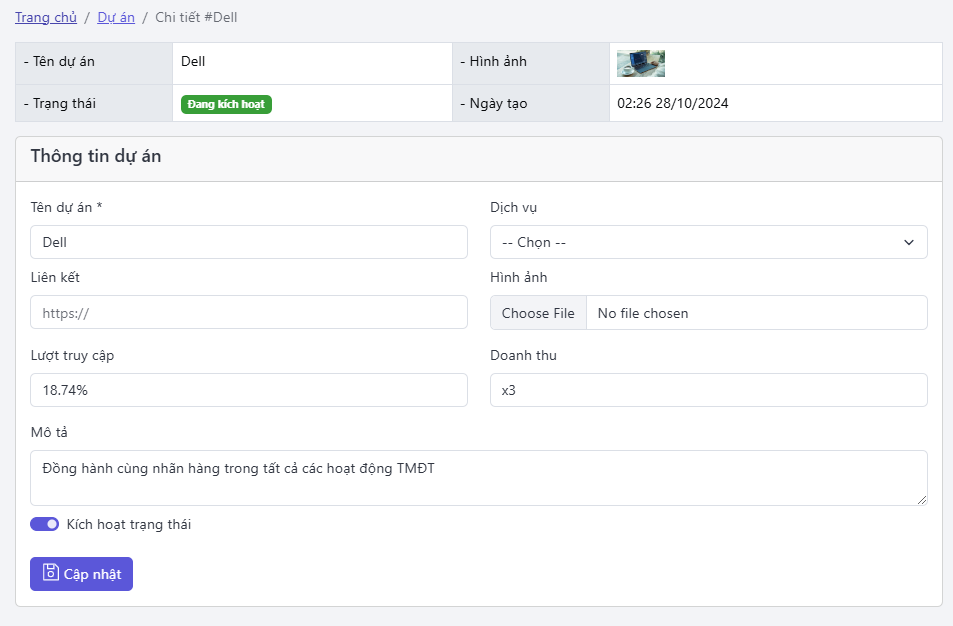 Trang chủ / Dự án / Chi tiết #Dell
- Tên dự án Dell - Hình ảnh
- Trạng thái Đang kích hoạt - Ngày tạo 02:26 28/10/2024
Thông tin dự án
Tên dự án * Dịch vụ
Dell -- Chọn --
Liên kết Hình ảnh
https:// Choose File No file chosen
Lượt truy cập Doanh thu
18.74% x3
Mô tả
Đồng hành cùng nhãn hàng trong tất cả các hoạt động TMĐT
Kích hoạt trạng thái
Cập nhật